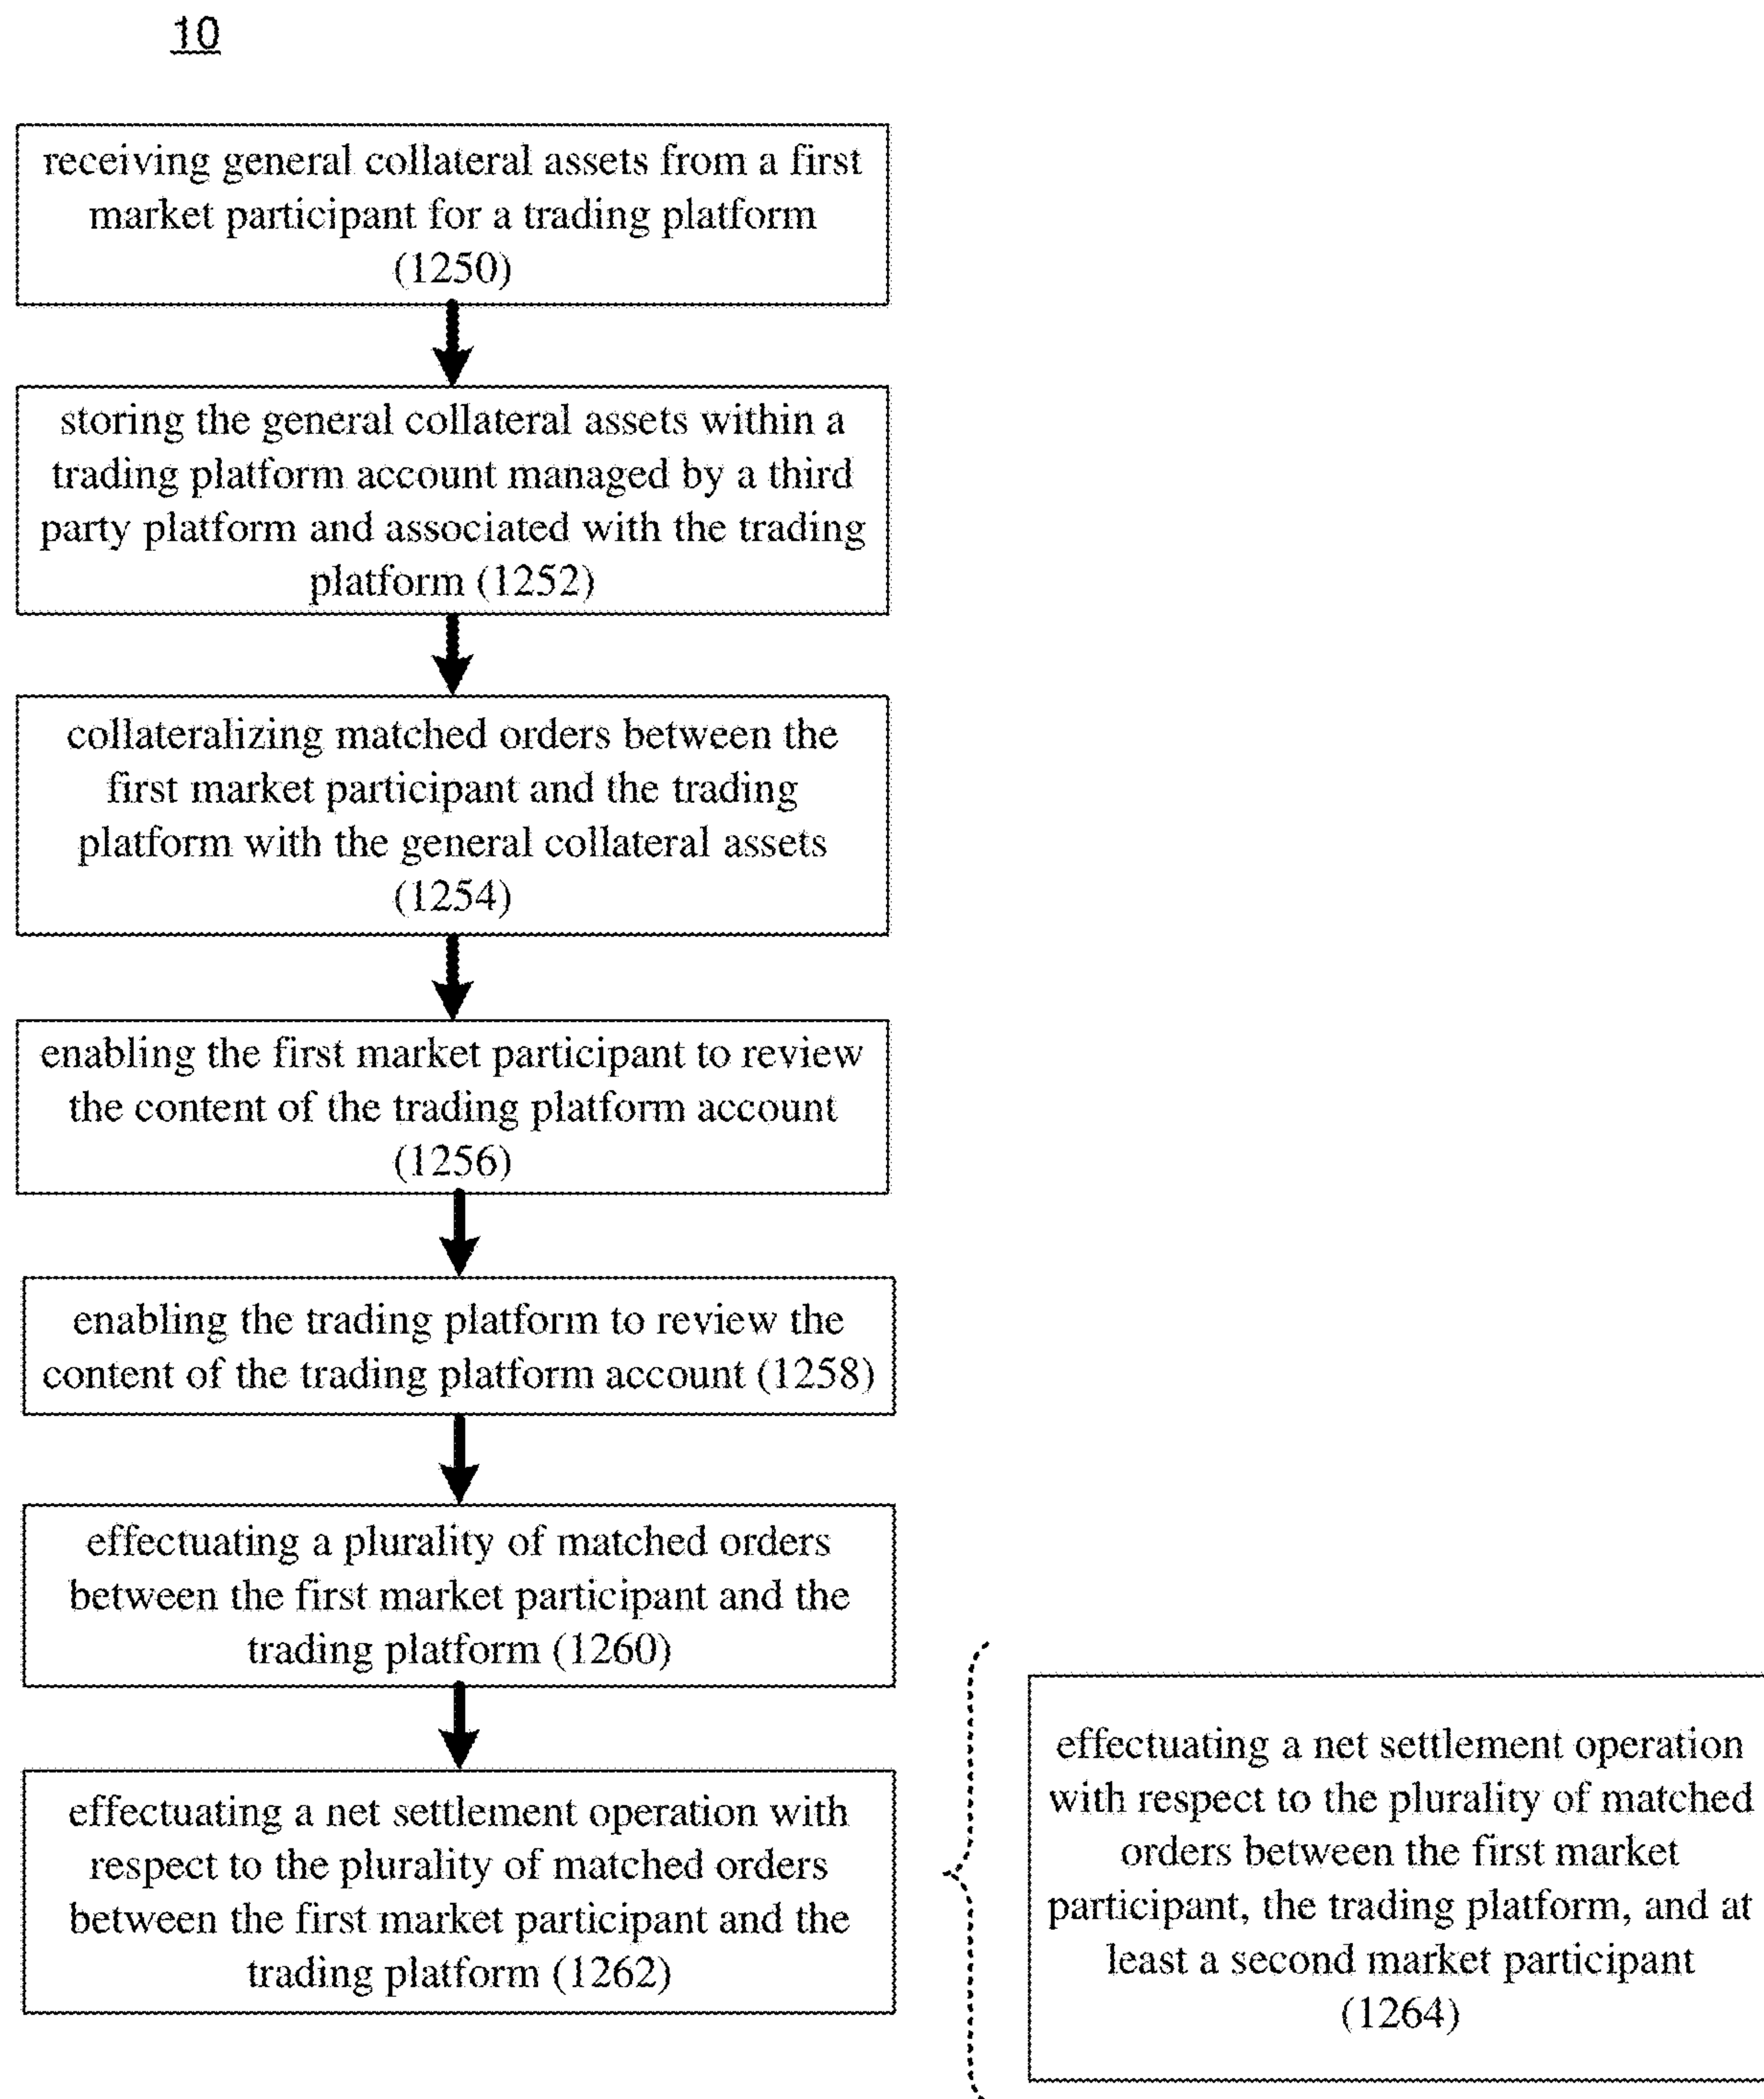 10
receiving general collateral assets from a first
market participant for a trading platform
(1250)
storing the general collateral assets within a
trading platform account managed by a third
party platform and associated with the trading
platform (1252)
collateralizing matched orders between the
first market participant and the trading
platform with the general collateral assets
(1254)
enabling the first market participant to review
the content of the trading platform account
(1256)
enabling the trading platform to review the
content of the trading platform account (1258)
effectuating a plurality of matched orders
between the first market participant and the
trading platform (1260)
effectuating a net settlement operation with
respect to the plurality of matched orders
between the first market participant and the
trading platform (1262)
effectuating a net settlement operation
with respect to the plurality of matched
orders between the first market
participant, the trading platform, and at
least a second market participant
(1264)